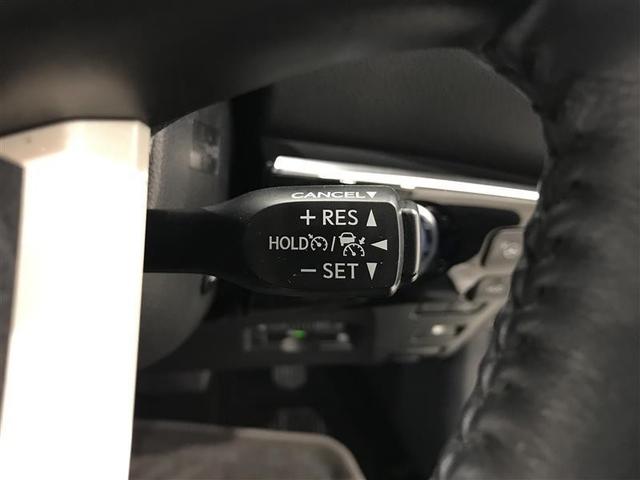 CANCEL▼
+ RES ▲
HOLD / ◀
− SET ▼